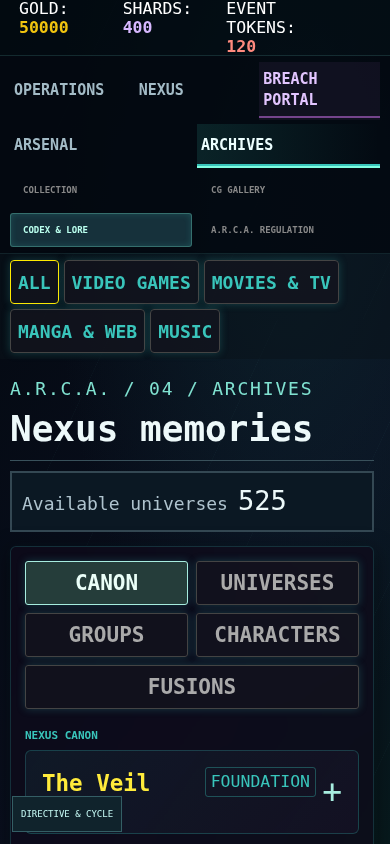 GOLD: SHARDS: EVENT
50000 400 TOKENS:
120
OPERATIONS NEXUS BREACH
PORTAL
ARSENAL ARCHIVES
COLLECTION CG GALLERY
CODEX & LORE A.R.C.A. REGULATION
ALL VIDEO GAMES MOVIES & TV
MANGA & WEB MUSIC
A.R.C.A. / 04 / ARCHIVES
Nexus memories
Available universes 525
CANON UNIVERSES
GROUPS CHARACTERS
FUSIONS
NEXUS CANON
The Veil FOUNDATION +
DIRECTIVE & CYCLE